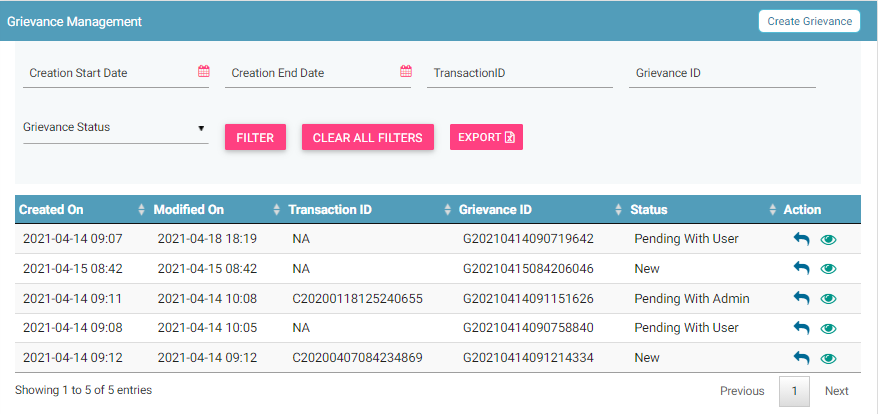 Grievance Management Create Grievance
Creation Start Date Creation End Date TransactionID Grievance ID
Grievance Status FILTER CLEAR ALL FILTERS EXPORT
Created On Modified On Transaction ID Grievance ID Status Action
2021-04-14 09:07 2021-04-18 18:19 NA G20210414090719642 Pending With User
2021-04-15 08:42 2021-04-15 08:42 NA G20210415084206046 New
2021-04-14 09:11 2021-04-14 10:08 C20200118125240655 G20210414091151626 Pending With Admin
2021-04-14 09:08 2021-04-14 10:05 NA G20210414090758840 Pending With User
2021-04-14 09:12 2021-04-14 09:12 C20200407084234869 G20210414091214334 New
Showing 1 to 5 of 5 entries Previous 1 Next